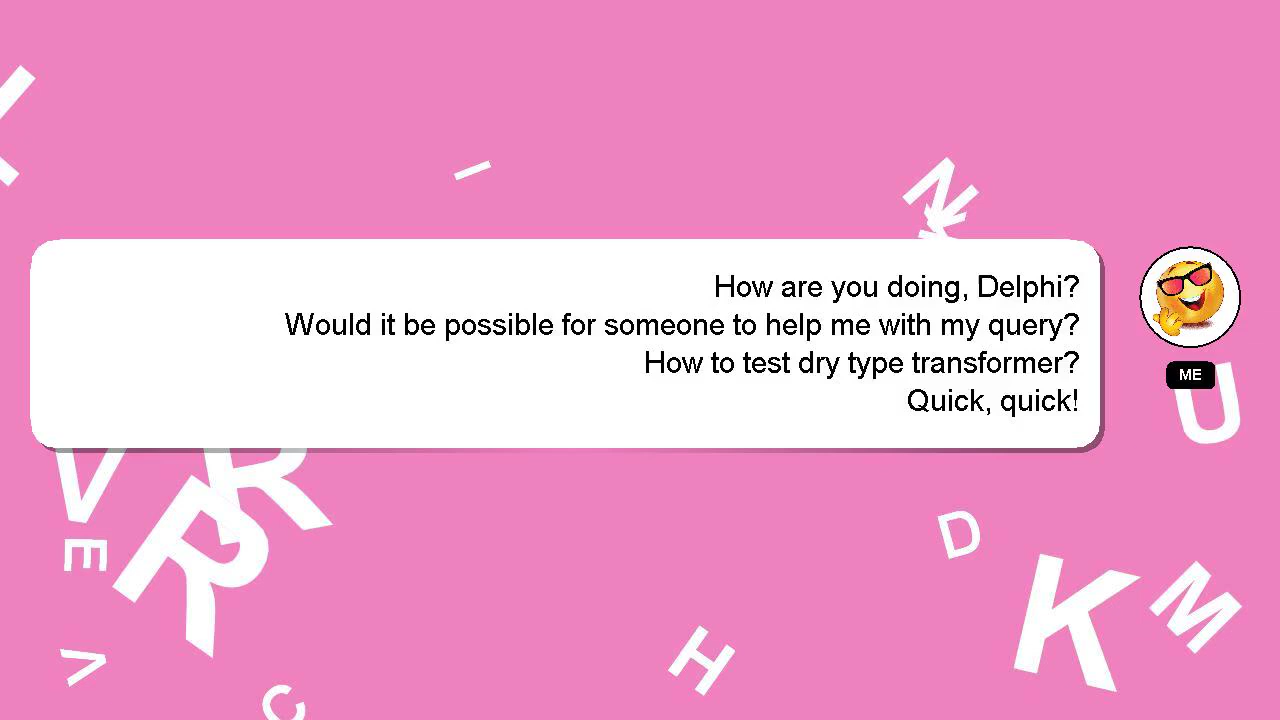 How are you doing, Delphi?
Would it be possible for someone to help me with my query?
How to test dry type transformer?
Quick, quick!
ME
I
N
U
V
R
R
E
D
K
M
V
H
C